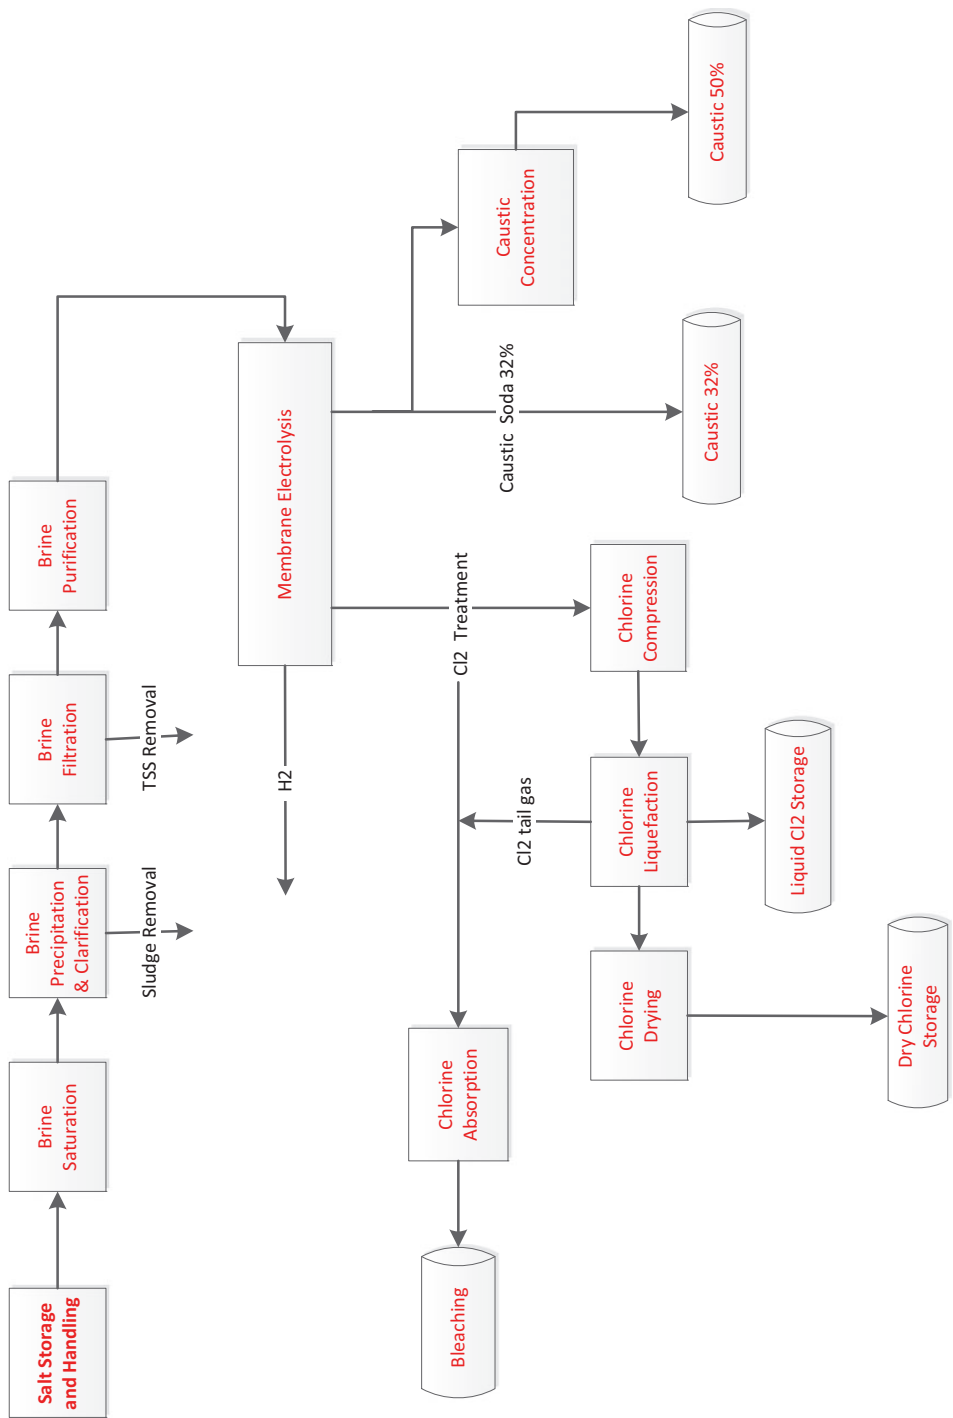 Salt Storage
and Handling
Brine
Saturation
Brine
Precipitation
& Clarification
Brine
Filtration
Brine
Purification
Sludge Removal
TSS Removal
H2
Membrane Electrolysis
Cl2 Treatment
Caustic Soda 32%
Caustic
Concentration
Chlorine
Absorption
Bleaching
Cl2 tail gas
Chlorine
Drying
Chlorine
Liquefaction
Chlorine
Compression
Caustic 32%
Caustic 50%
Liquid Cl2 Storage
Dry Chlorine
Storage